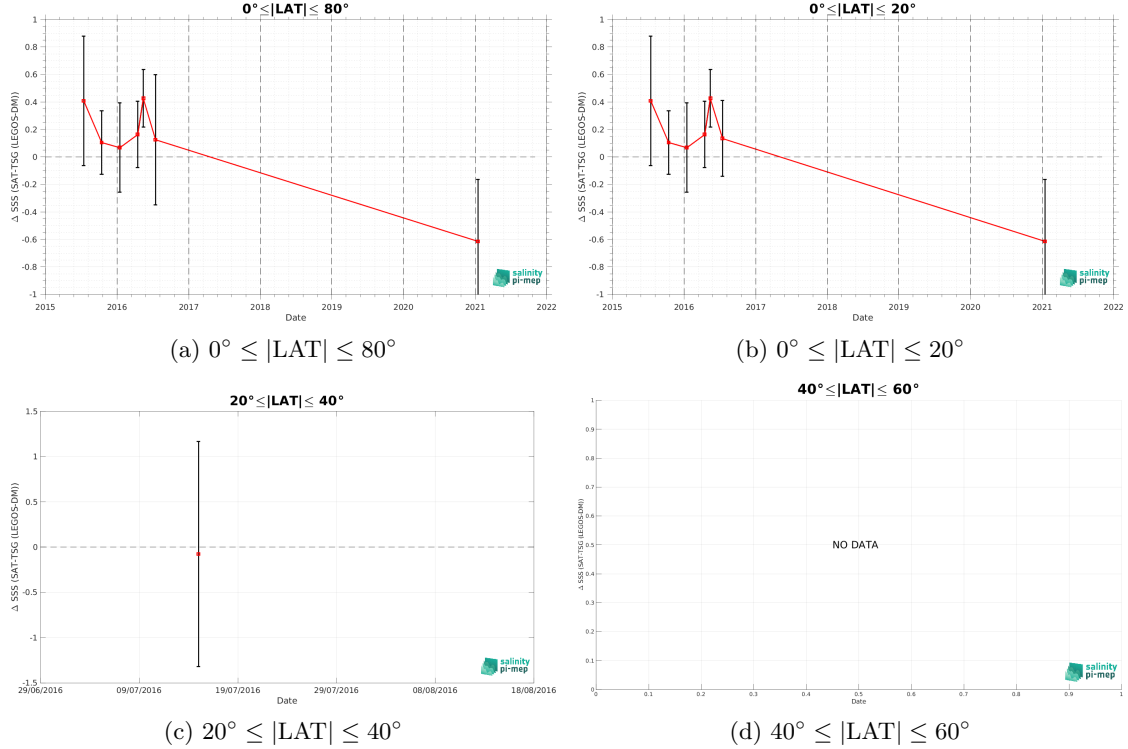 0°≤|LAT|≤ 80°
1
0.8
0.6
0.4
0.2
0
-0.2
-0.4
-0.6
-0.8
-1
Δ SSS (SAT-TSG (LEGOS-DM))
2015 2016 2017 2018 2019 2020 2021 2022
Date
salinity
pi-mep
(a) 0° ≤ |LAT| ≤ 80°
0°≤|LAT|≤ 20°
1
0.8
0.6
0.4
0.2
0
-0.2
-0.4
-0.6
-0.8
-1
Δ SSS (SAT-TSG (LEGOS-DM))
2015 2016 2017 2018 2019 2020 2021 2022
Date
salinity
pi-mep
(b) 0° ≤ |LAT| ≤ 20°
20°≤|LAT|≤ 40°
1.5
1
0.5
0
-0.5
-1
-1.5
Δ SSS (SAT-TSG (LEGOS-DM))
29/06/2016 09/07/2016 19/07/2016 29/07/2016 08/08/2016 18/08/2016
Date
salinity
pi-mep
(c) 20° ≤ |LAT| ≤ 40°
40°≤|LAT|≤ 60°
1
0.9
0.8
0.7
0.6
0.5
0.4
0.3
0.2
0.1
0
Δ SSS (SAT-TSG (LEGOS-DM))
NO DATA
0 0.1 0.2 0.3 0.4 0.5 0.6 0.7 0.8 0.9 1
Date
salinity
pi-mep
(d) 40° ≤ |LAT| ≤ 60°